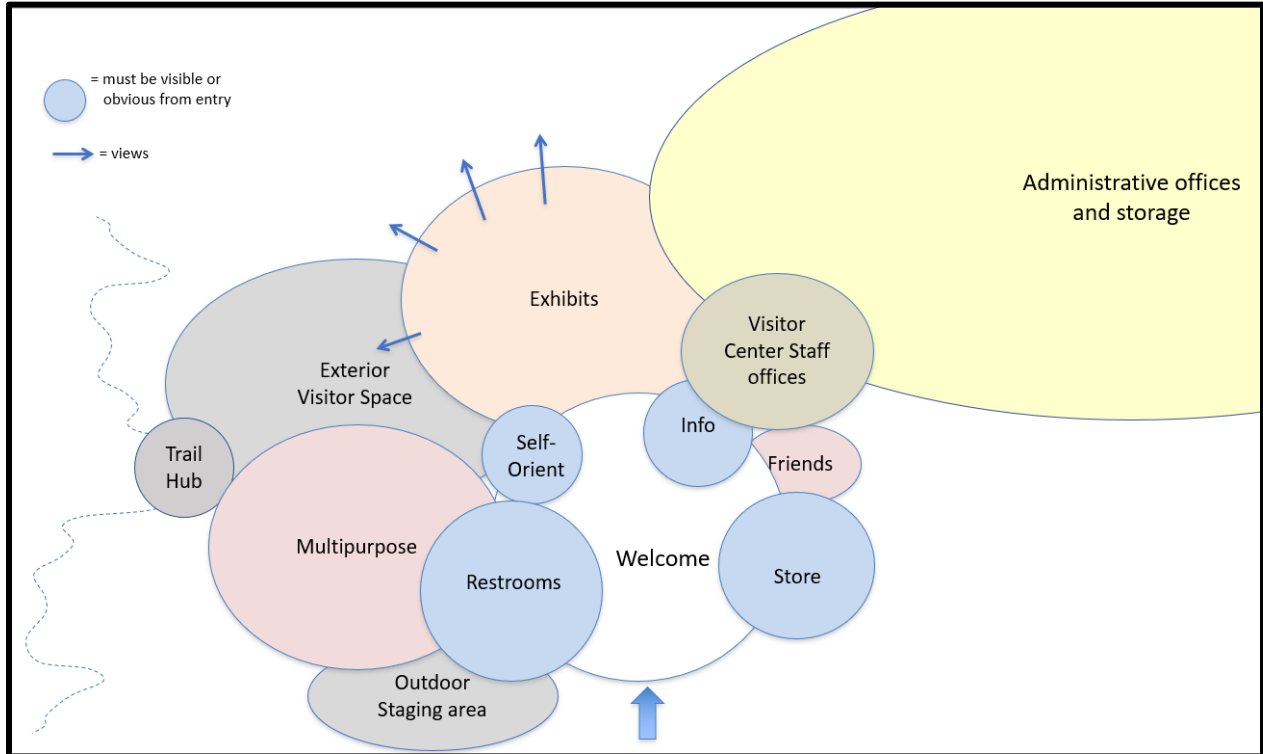 = must be visible or
obvious from entry
= views
Administrative offices
and storage
Exhibits
Visitor
Center Staff
offices
Exterior
Visitor Space
Info
Self-
Orient
Trail
Hub
Friends
Multipurpose
Restrooms
Welcome
Store
Outdoor
Staging area